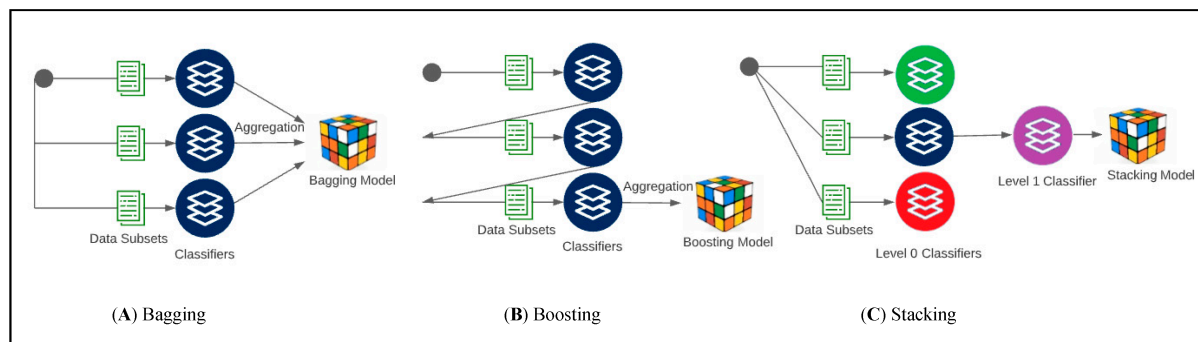 Aggregation
Bagging Model
Data Subsets
Classifiers
(A) Bagging
Aggregation
Data Subsets
Classifiers
Boosting Model
(B) Boosting
Level 1 Classifier
Stacking Model
Data Subsets
Level 0 Classifiers
(C) Stacking